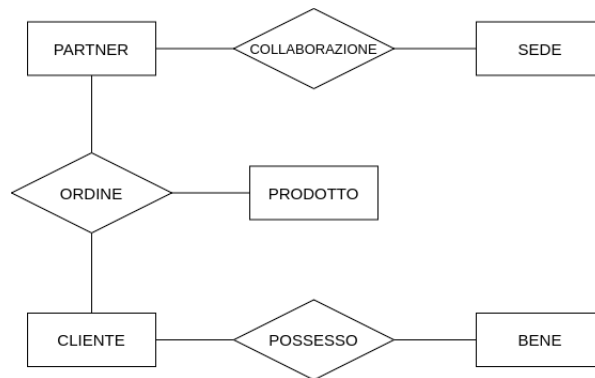 PARTNER
COLLABORAZIONE
SEDE
ORDINE
PRODOTTO
CLIENTE
POSSESSO
BENE